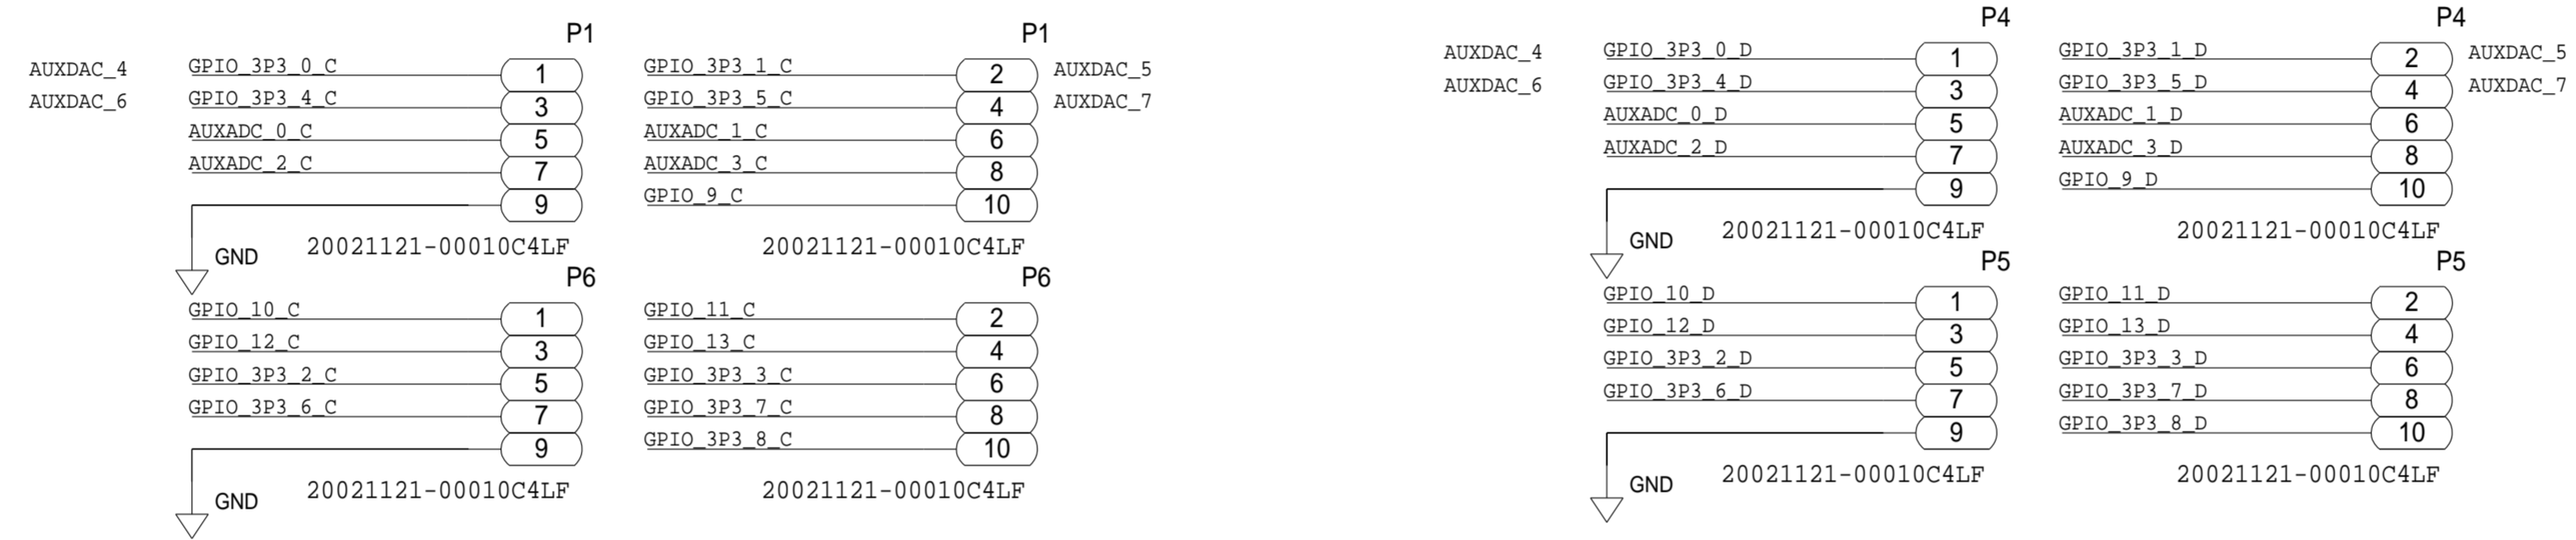 P1 P1
AUXDAC_4 GPIO_3P3_0_C 1 GPIO_3P3_1_C 2 AUXDAC_5
AUXDAC_6 GPIO_3P3_4_C 3 GPIO_3P3_5_C 4 AUXDAC_7
AUXADC_0_C 5 AUXADC_1_C 6
AUXADC_2_C 7 AUXADC_3_C 8
9 GPIO_9_C 10
GND 20021121-00010C4LF 20021121-00010C4LF
P6 P6
GPIO_10_C 1 GPIO_11_C 2
GPIO_12_C 3 GPIO_13_C 4
GPIO_3P3_2_C 5 GPIO_3P3_3_C 6
GPIO_3P3_6_C 7 GPIO_3P3_7_C 8
9 GPIO_3P3_8_C 10
GND 20021121-00010C4LF 20021121-00010C4LF
P4 P4
AUXDAC_4 GPIO_3P3_0_D 1 GPIO_3P3_1_D 2 AUXDAC_5
AUXDAC_6 GPIO_3P3_4_D 3 GPIO_3P3_5_D 4 AUXDAC_7
AUXADC_0_D 5 AUXADC_1_D 6
AUXADC_2_D 7 AUXADC_3_D 8
9 GPIO_9_D 10
GND 20021121-00010C4LF 20021121-00010C4LF
P5 P5
GPIO_10_D 1 GPIO_11_D 2
GPIO_12_D 3 GPIO_13_D 4
GPIO_3P3_2_D 5 GPIO_3P3_3_D 6
GPIO_3P3_6_D 7 GPIO_3P3_7_D 8
9 GPIO_3P3_8_D 10
GND 20021121-00010C4LF 20021121-00010C4LF